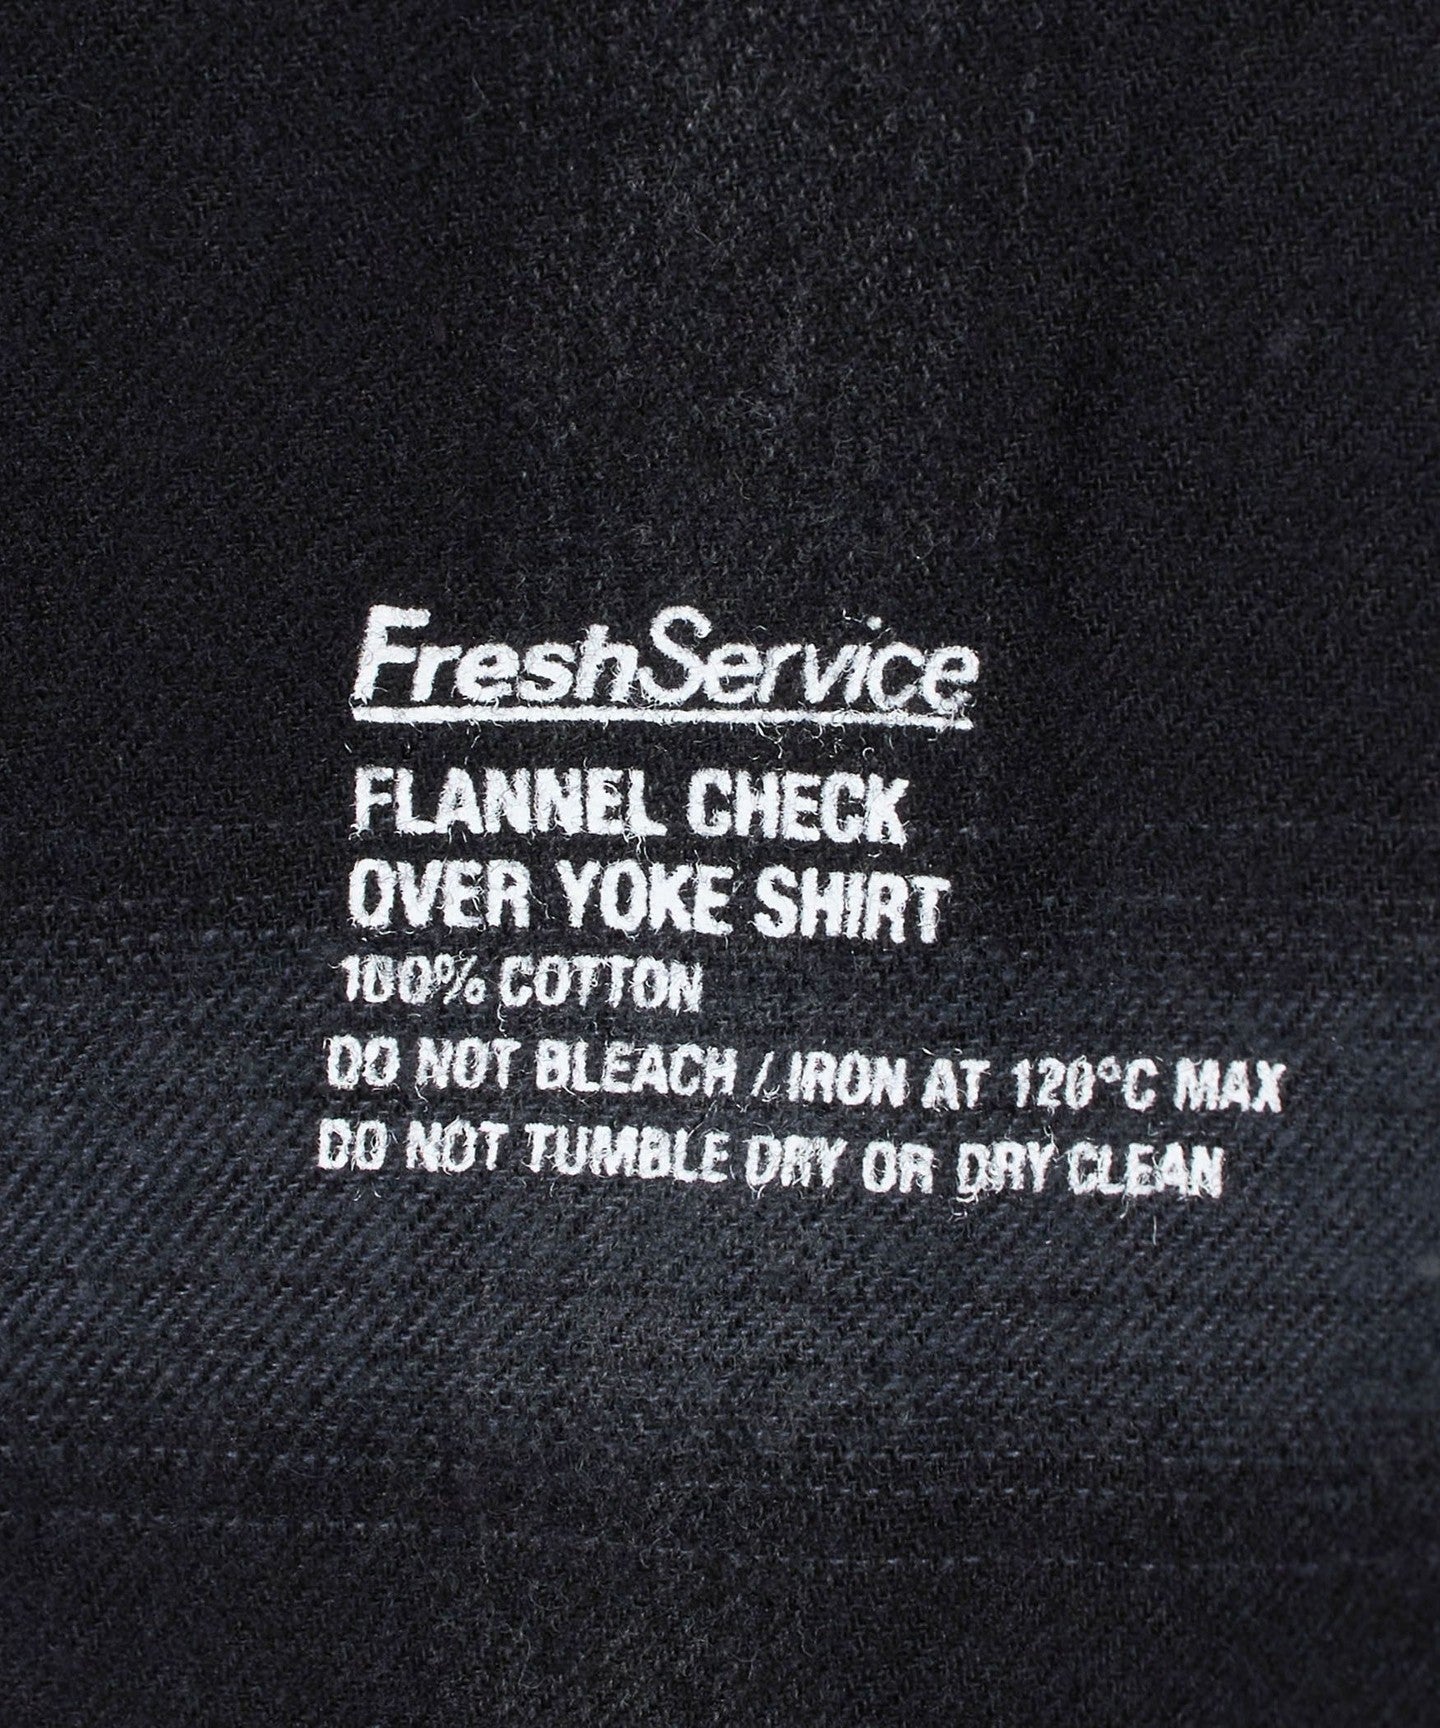 FreshService
FLANNEL CHECK
OVER YOKE SHIRT
100% COTTON
DO NOT BLEACH / IRON AT 120°C MAX
DO NOT TUMBLE DRY OR DRY CLEAN